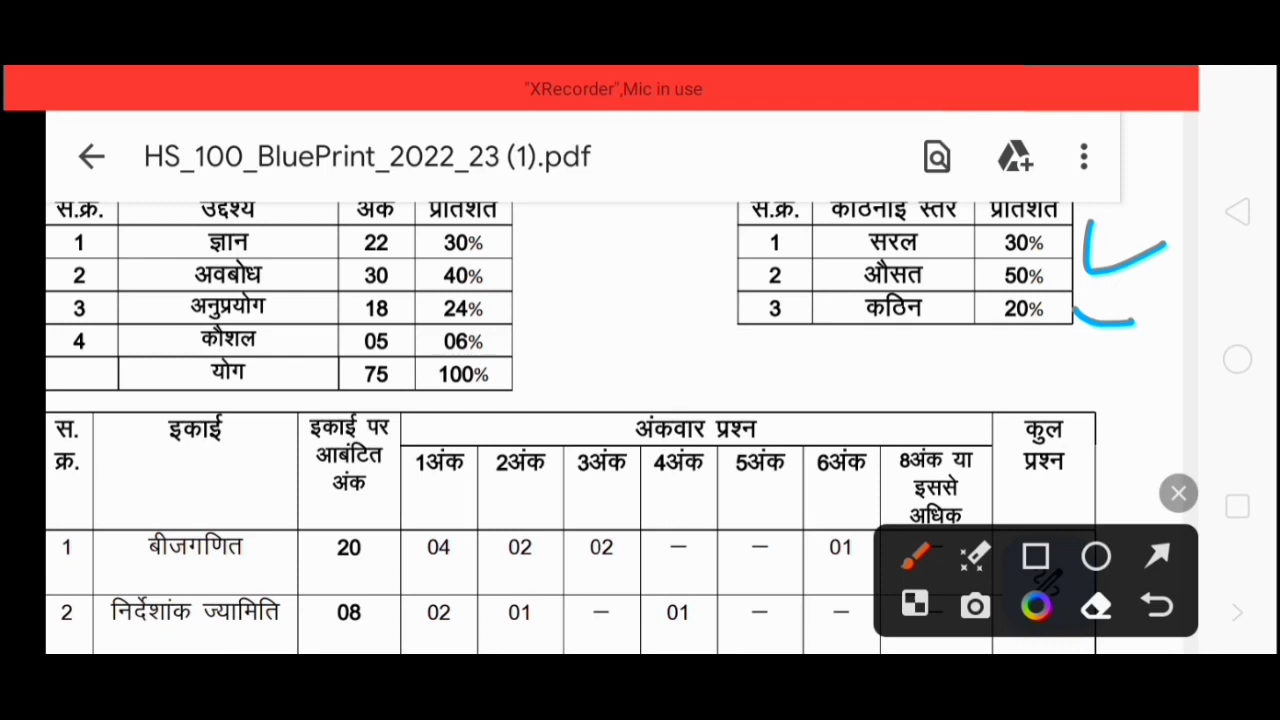 "XRecorder",Mic in use
HS_100_BluePrint_2022_23 (1).pdf
स.क्र. उद्देश्य अंक प्रतिशत
1 ज्ञान 22 30%
2 अवबोध 30 40%
3 अनुप्रयोग 18 24%
4 कौशल 05 06%
योग 75 100%
स.क्र. काठनाई स्तर प्रतिशत
1 सरल 30%
2 औसत 50%
3 कठिन 20%
स. क्र. इकाई इकाई पर आबंटित अंक अंकवार प्रश्न कुल प्रश्न
1अंक 2अंक 3अंक 4अंक 5अंक 6अंक 8अंक या इससे अधिक
1 बीजगणित 20 04 02 02 — — 01
2 निर्देशांक ज्यामिति 08 02 01 — 01 — —